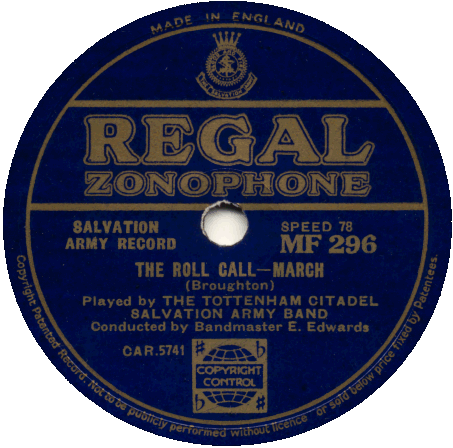 MADE IN ENGLAND
REGAL
ZONOPHONE
SALVATION
ARMY RECORD
SPEED 78
MF 296
THE ROLL CALL—MARCH
(Broughton)
Played by THE TOTTENHAM CITADEL
SALVATION ARMY BAND
Conducted by Bandmaster E. Edwards
CAR.5741
COPYRIGHT
CONTROL
Copyright Patented Record. Not to be publicly performed without licence or sold below price fixed by Patentees.